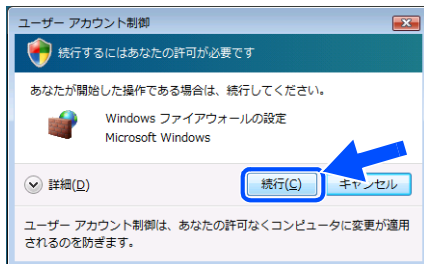 ユーザー アカウント制御
続行するにはあなたの許可が必要です
あなたが開始した操作である場合は、続行してください。
Windows ファイアウォールの設定
Microsoft Windows
詳細(D)
続行(C)
キャンセル
ユーザー アカウント制御は、あなたの許可なくコンピュータに変更が適用
されるのを防ぎます。